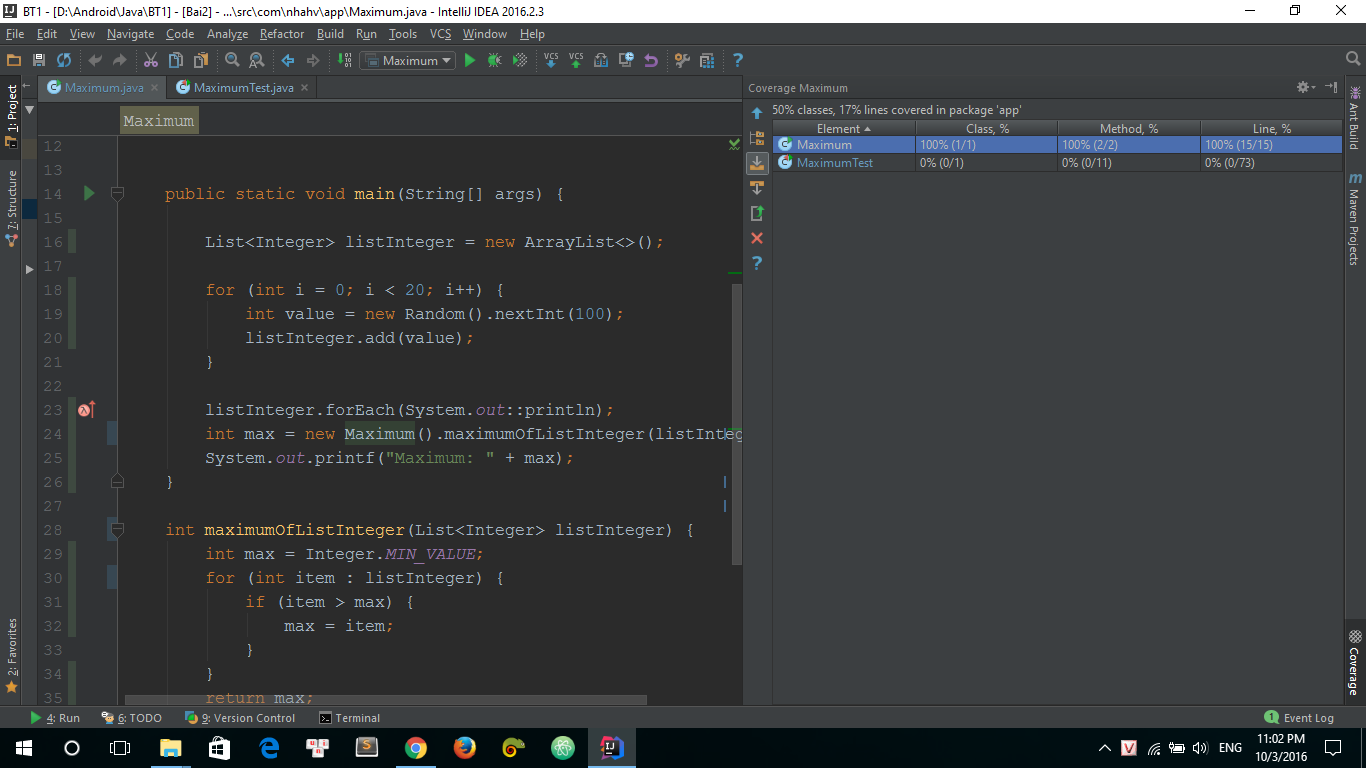 BT1 - [D:\Android\Java\BT1] - [Bai2] - ...\src\com\nhahv\app\Maximum.java - IntelliJ IDEA 2016.2.3
File Edit View Navigate Code Analyze Refactor Build Run Tools VCS Window Help
Maximum
VCS VCS
Maximum.java MaximumTest.java
Coverage Maximum
Maximum
50% classes, 17% lines covered in package 'app'
Element Class, % Method, % Line, %
Maximum 100% (1/1) 100% (2/2) 100% (15/15)
MaximumTest 0% (0/1) 0% (0/11) 0% (0/73)
1: Project
7: Structure
2: Favorites
12
13
14 public static void main(String[] args) {
15
16 List<Integer> listInteger = new ArrayList<>();
17
18 for (int i = 0; i < 20; i++) {
19 int value = new Random().nextInt(100);
20 listInteger.add(value);
21 }
22
23 listInteger.forEach(System.out::println);
24 int max = new Maximum().maximumOfListInteger(listInteg
25 System.out.printf("Maximum: " + max);
26 }
27
28 int maximumOfListInteger(List<Integer> listInteger) {
29 int max = Integer.MIN_VALUE;
30 for (int item : listInteger) {
31 if (item > max) {
32 max = item;
33 }
34 }
35 return max;
Ant Build
Maven Projects
Coverage
4: Run 6: TODO 9: Version Control Terminal
1 Event Log
ENG
11:02 PM
10/3/2016